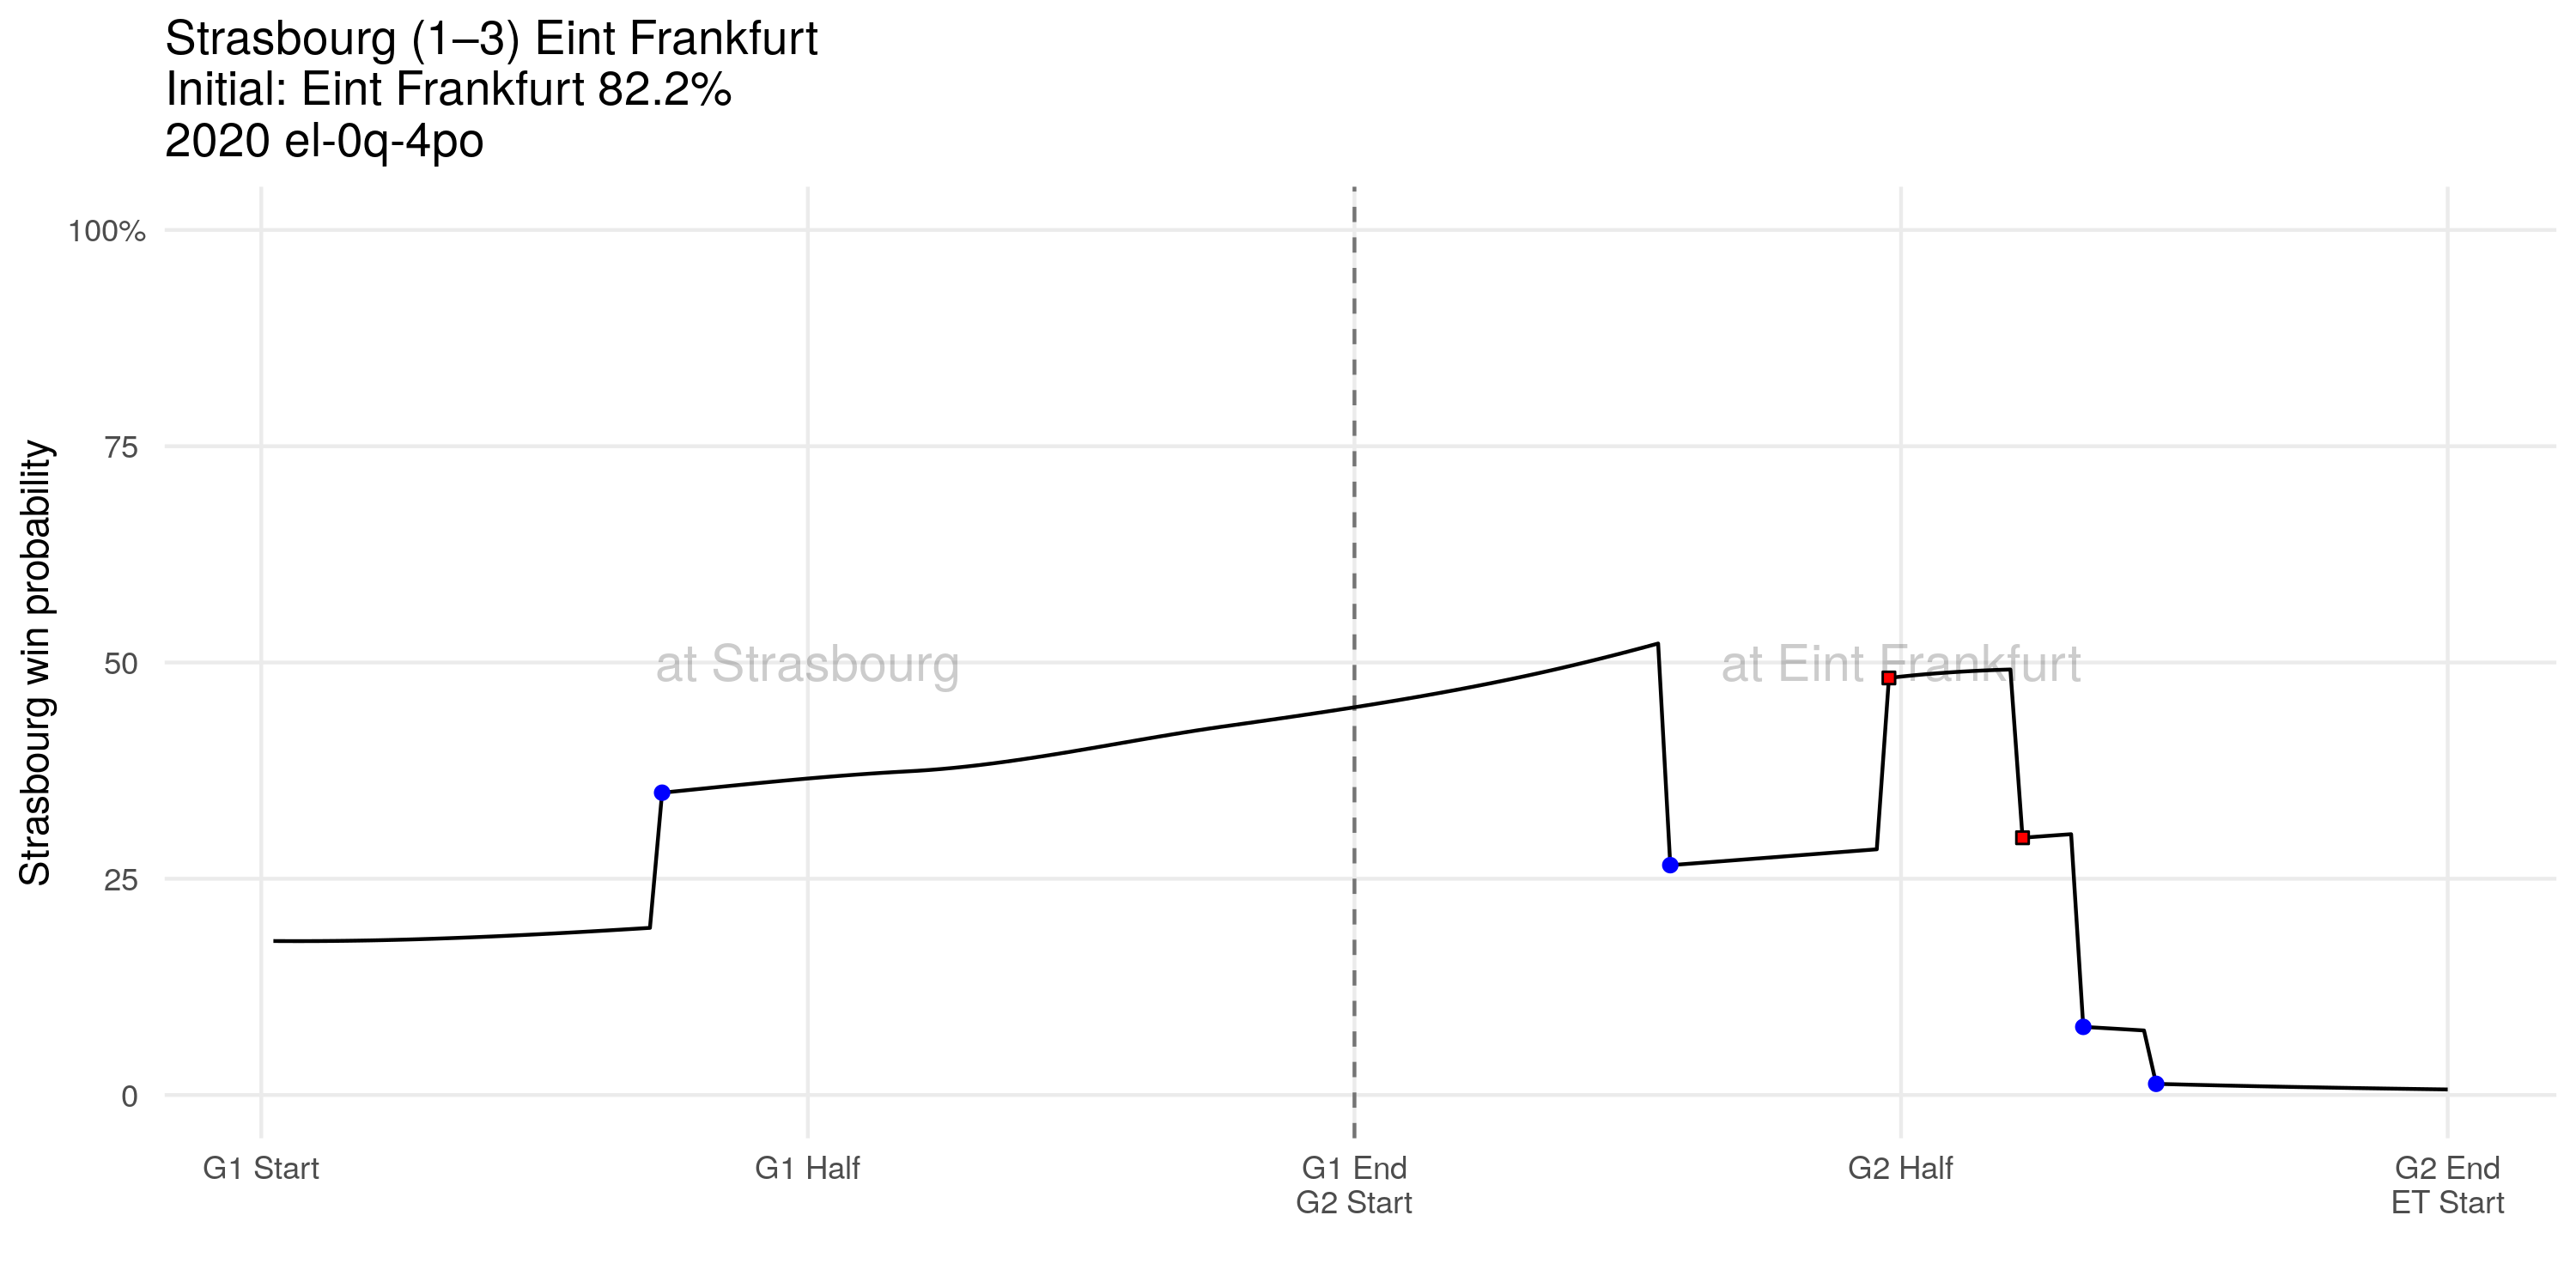 Strasbourg (1–3) Eint Frankfurt
Initial: Eint Frankfurt 82.2%
2020 el-0q-4po
Strasbourg win probability
100%
75
50
25
0
at Strasbourg
at Eint Frankfurt
G1 Start
G1 Half
G1 End
G2 Start
G2 Half
G2 End
ET Start